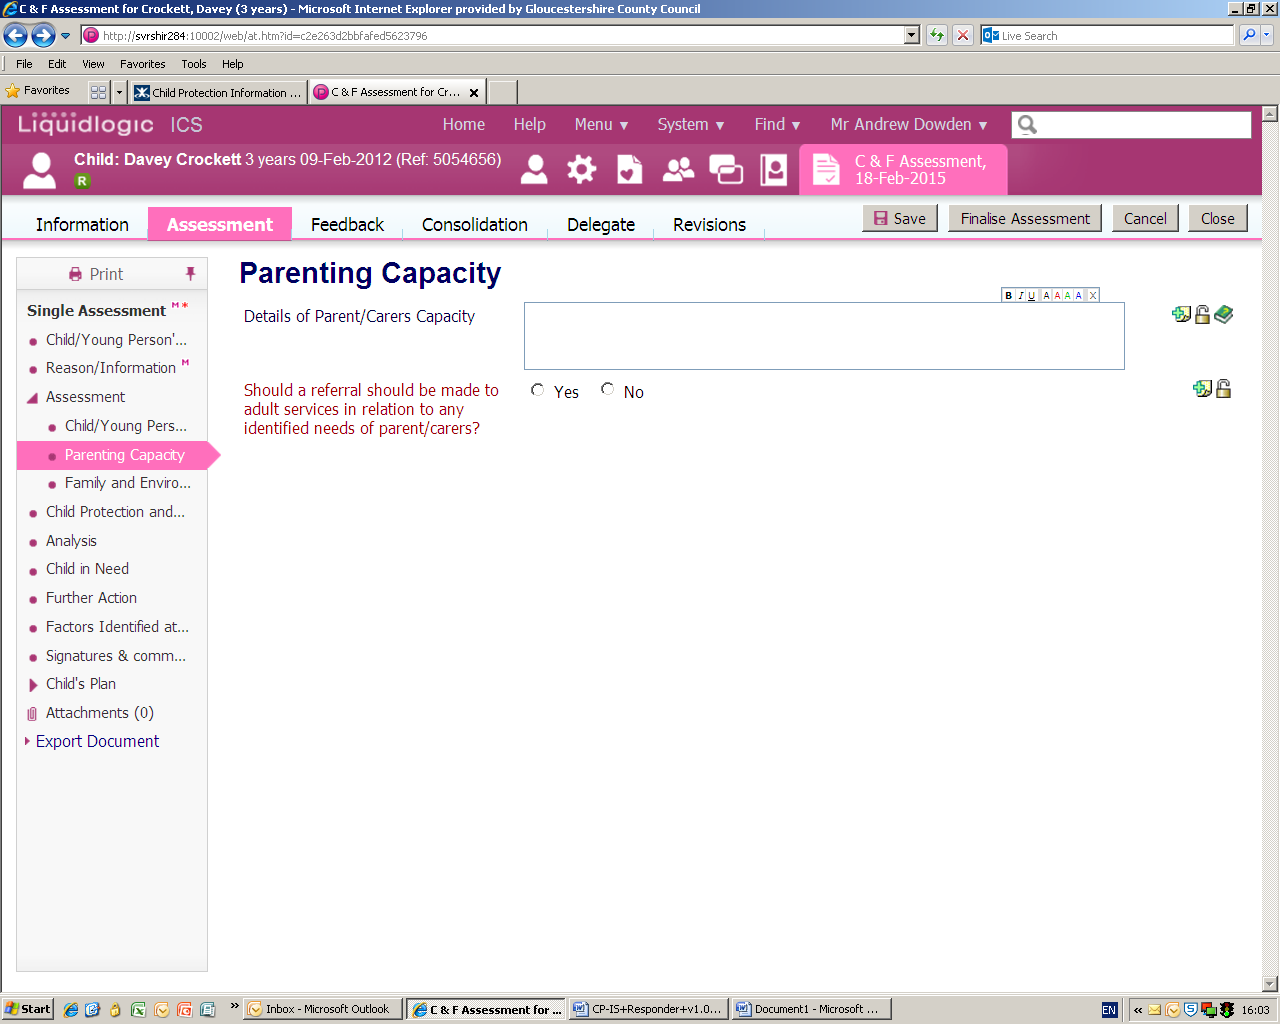 C & F Assessment for Crockett, Davey (3 years) - Microsoft Internet Explorer provided by Gloucestershire County Council
http://svrshir284:10002/web/at.htm?id=c2e263d2bbfafed5623796
Live Search
File Edit View Favorites Tools Help
Favorites
Child Protection Information ...
C & F Assessment for Cr...
Liquidlogic ICS
Home Help Menu System Find Mr Andrew Dowden
Child: Davey Crockett 3 years 09-Feb-2012 (Ref: 5054656)
R
C & F Assessment,
18-Feb-2015
Information Assessment Feedback Consolidation Delegate Revisions
Save Finalise Assessment Cancel Close
Print
Single Assessment M *
Child/Young Person'...
Reason/Information M
Assessment
Child/Young Pers...
Parenting Capacity
Family and Enviro...
Child Protection and...
Analysis
Child in Need
Further Action
Factors Identified at...
Signatures & comm...
Child's Plan
Attachments (0)
Export Document
Parenting Capacity
B I U A A A A X
Details of Parent/Carers Capacity
Should a referral should be made to
adult services in relation to any
identified needs of parent/carers?
Yes No
Start
Inbox - Microsoft Outlook
C & F Assessment for ...
CP-IS+Responder+v1.0...
Document1 - Microsoft ...
EN
16:03